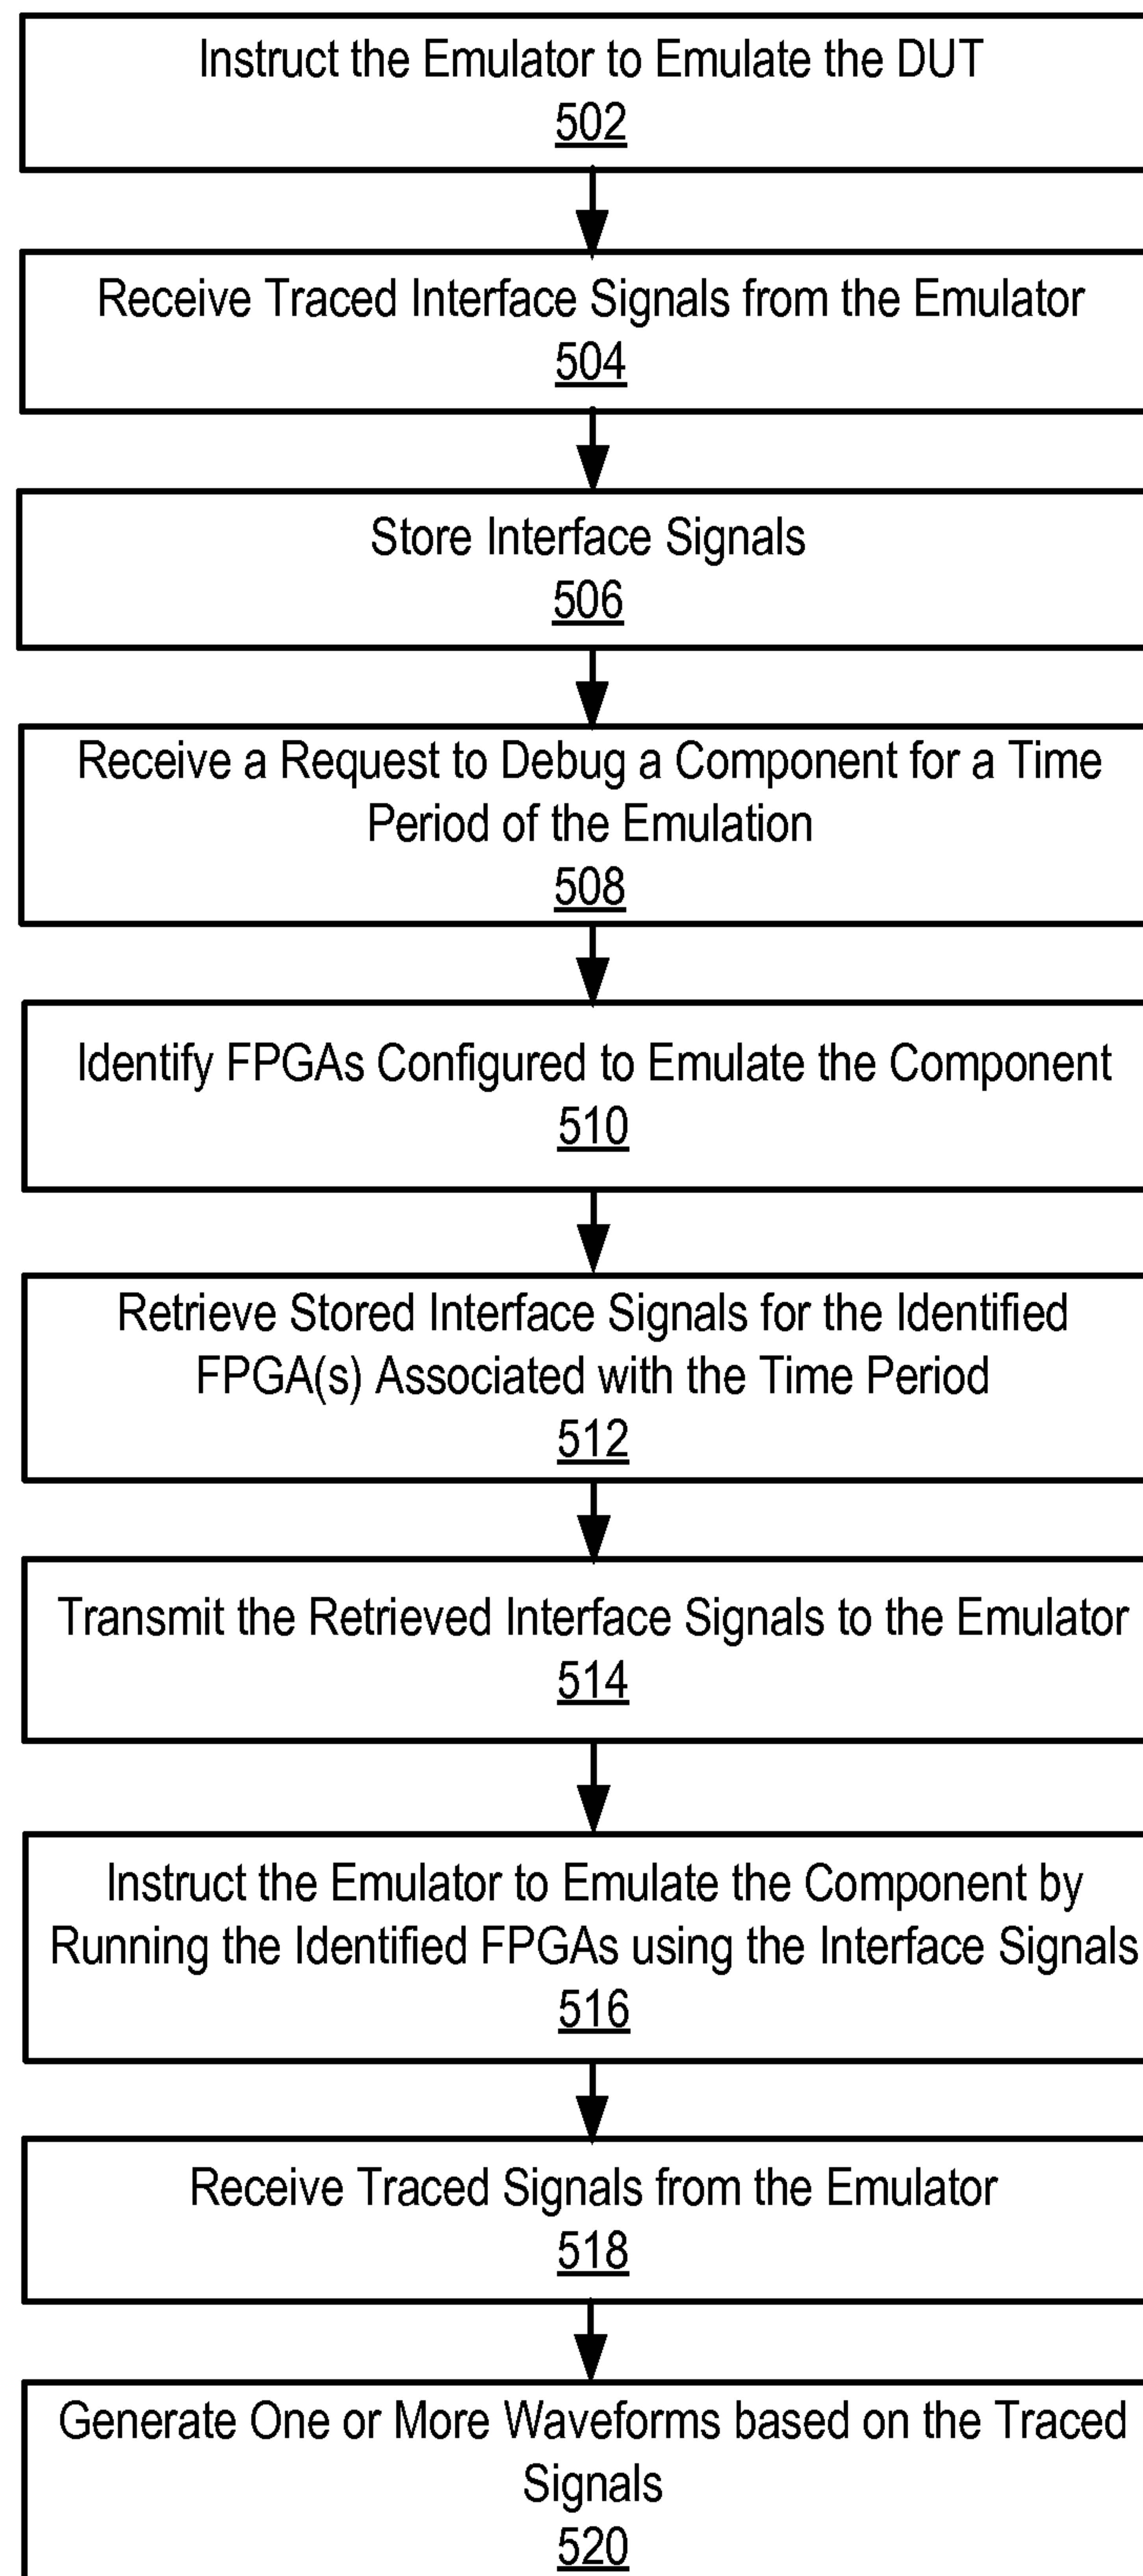 Instruct the Emulator to Emulate the DUT
502
Receive Traced Interface Signals from the Emulator
504
Store Interface Signals
506
Receive a Request to Debug a Component for a Time
Period of the Emulation
508
Identify FPGAs Configured to Emulate the Component
510
Retrieve Stored Interface Signals for the Identified
FPGA(s) Associated with the Time Period
512
Transmit the Retrieved Interface Signals to the Emulator
514
Instruct the Emulator to Emulate the Component by
Running the Identified FPGAs using the Interface Signals
516
Receive Traced Signals from the Emulator
518
Generate One or More Waveforms based on the Traced
Signals
520